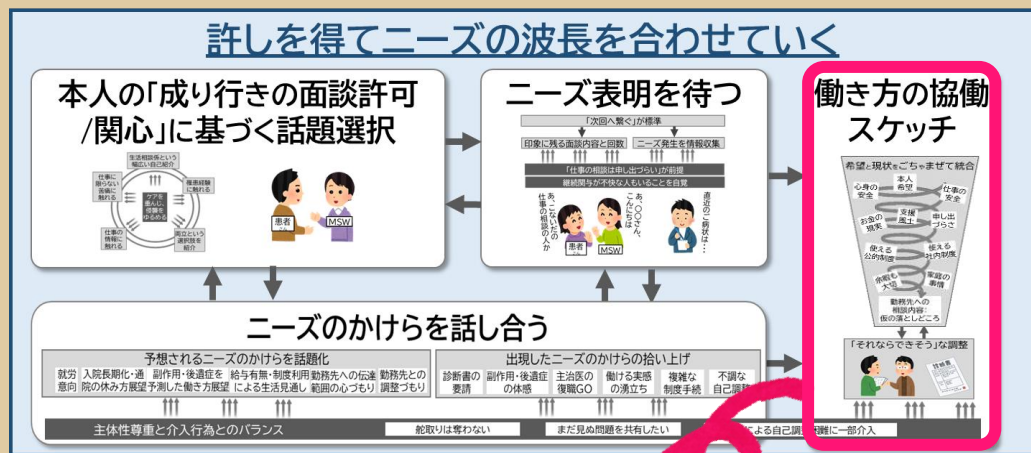 許しを得てニーズの波長を合わせていく
本人の「成り行きの面談許可
/関心」に基づく話題選択
生活相談係という
幅広い自己紹介
仕事に
限らない
苦痛に
触れる
罹患経験
に触れる
ケアを
重んじ、
侵襲を
ゆるめる
仕事の
情報に
触れる
両立という
選択肢を
紹介
患者
さん
MSW
ニーズ表明を待つ
「次回へ繋ぐ」が標準
印象に残る面談内容と回数
ニーズ発生を情報収集
「仕事の相談は申し出づらい」が前提
継続関与が不快な人もいることを自覚
あ、こないだの
仕事の相談の人か
あ、〇〇さん、
こんにちは
直近のご病状は…
患者
さん
MSW
働き方の協働
スケッチ
希望と現状をごちゃまぜて統合
本人
希望
心身の
安全
仕事の
安全
支援
風土
お金の
現実
申し出
づらさ
使える
公的制度
使える
社内制度
余暇も
大切
家庭の
事情
勤務先への
相談内容:
仮の落としどころ
「それならできそう」な調整
診断書
ニーズのかけらを話し合う
予想されるニーズのかけらを話題化
就労
意向
入院長期化・通
院の休み方展望
副作用・後遺症を
予測した働き方展望
給与有無・制度利用
による生活見通し
勤務先への伝達
範囲の心づもり
勤務先との
調整づもり
出現したニーズのかけらの拾い上げ
診断書の
要請
副作用・後遺症
の体感
主治医の
復職GO
働ける実感
の湧立ち
複雑な
制度手続
不調な
自己調整
主体性尊重と介入行為とのバランス
舵取りは奪わない
まだ見ぬ問題を共有したい
による自己調
困難に一部介入